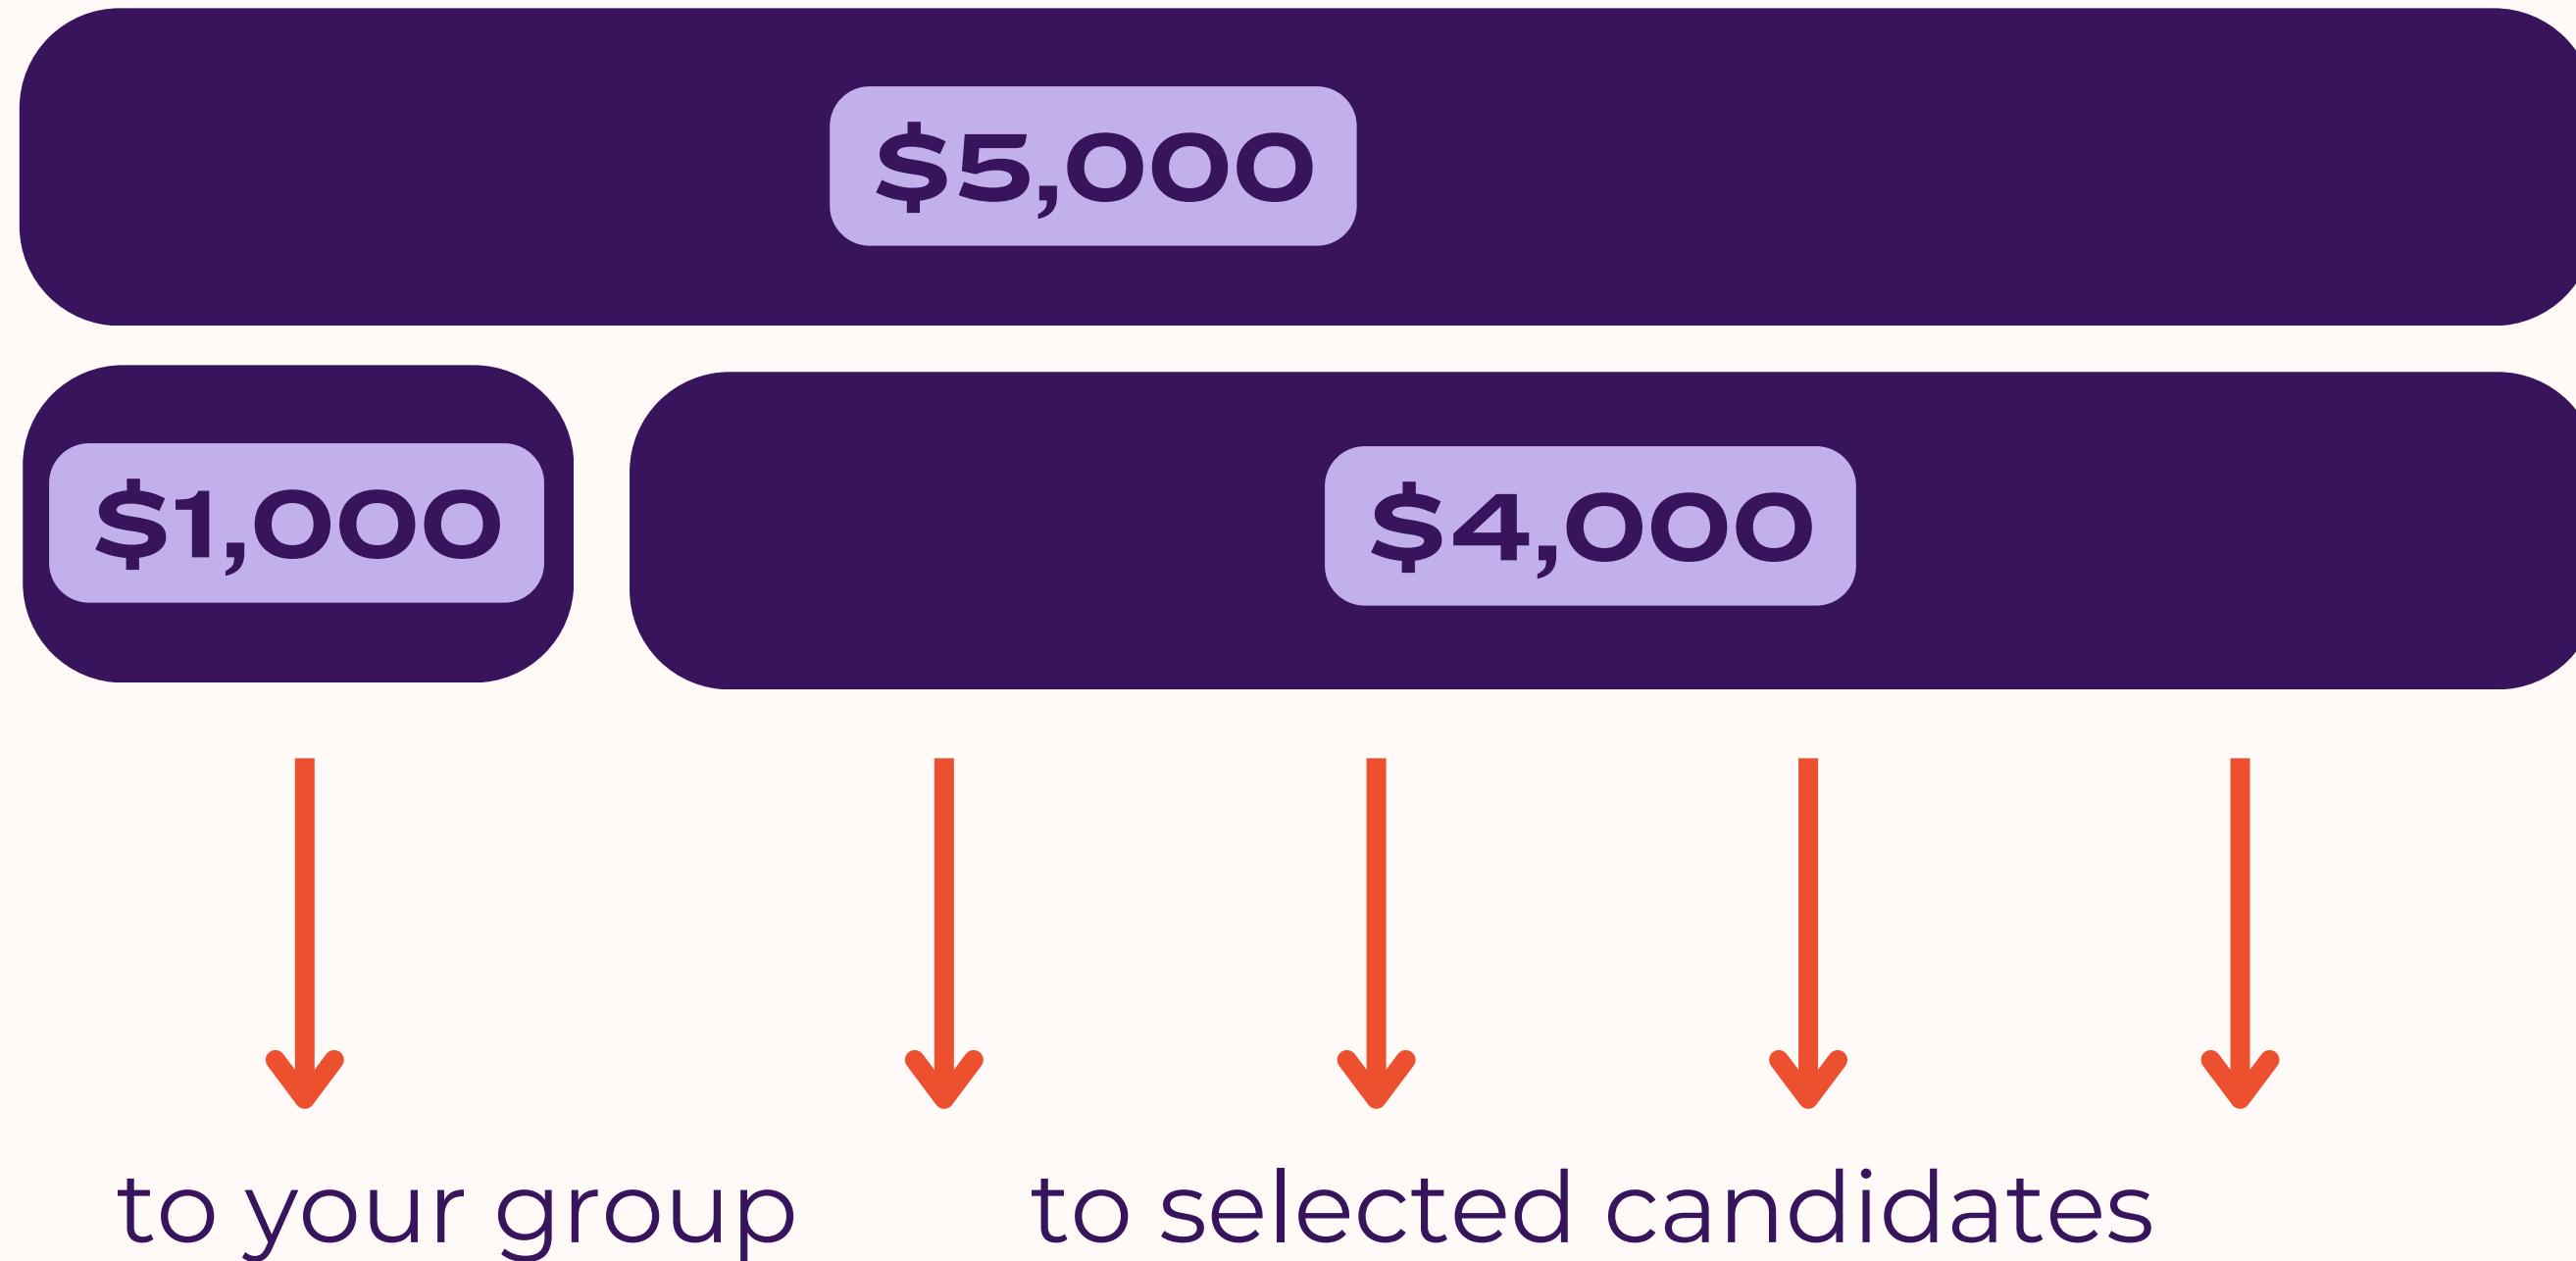 $5,000
$1,000
$4,000
to your group
to selected candidates